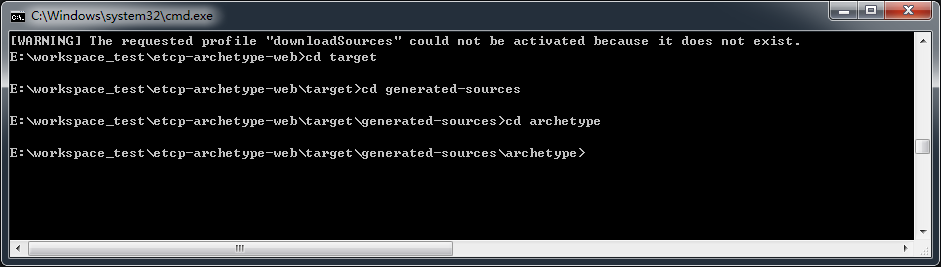 C:\Windows\system32\cmd.exe
[WARNING] The requested profile "downloadSources" could not be activated because it does not exist.
E:\workspace_test\etcp-archetype-web>cd target
E:\workspace_test\etcp-archetype-web\target>cd generated-sources
E:\workspace_test\etcp-archetype-web\target\generated-sources>cd archetype
E:\workspace_test\etcp-archetype-web\target\generated-sources\archetype>